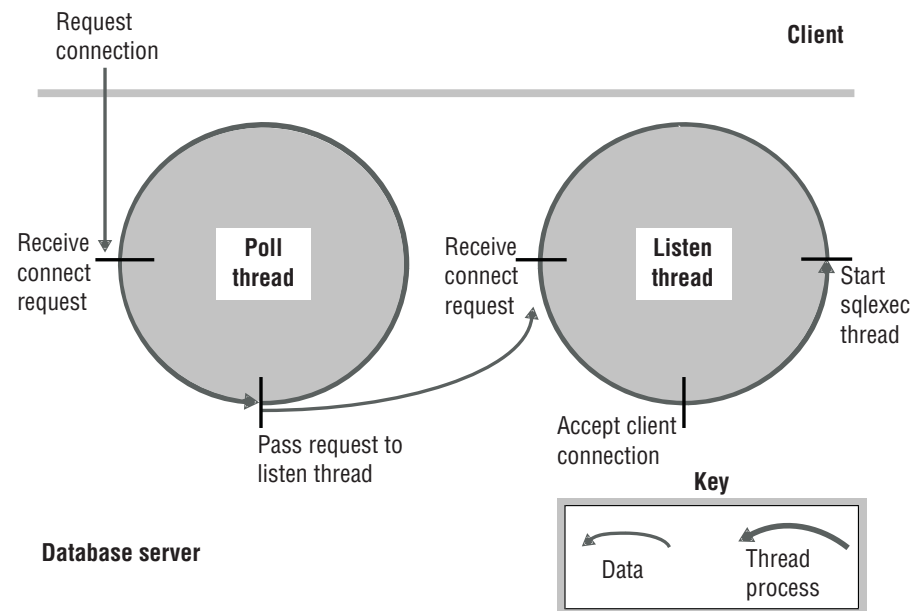 Request
connection
Client
Receive
connect
request
Poll
thread
Receive
connect
request
Listen
thread
Start
sqlexec
thread
Pass request to
listen thread
Accept client
connection
Key
Data
Thread
process
Database server